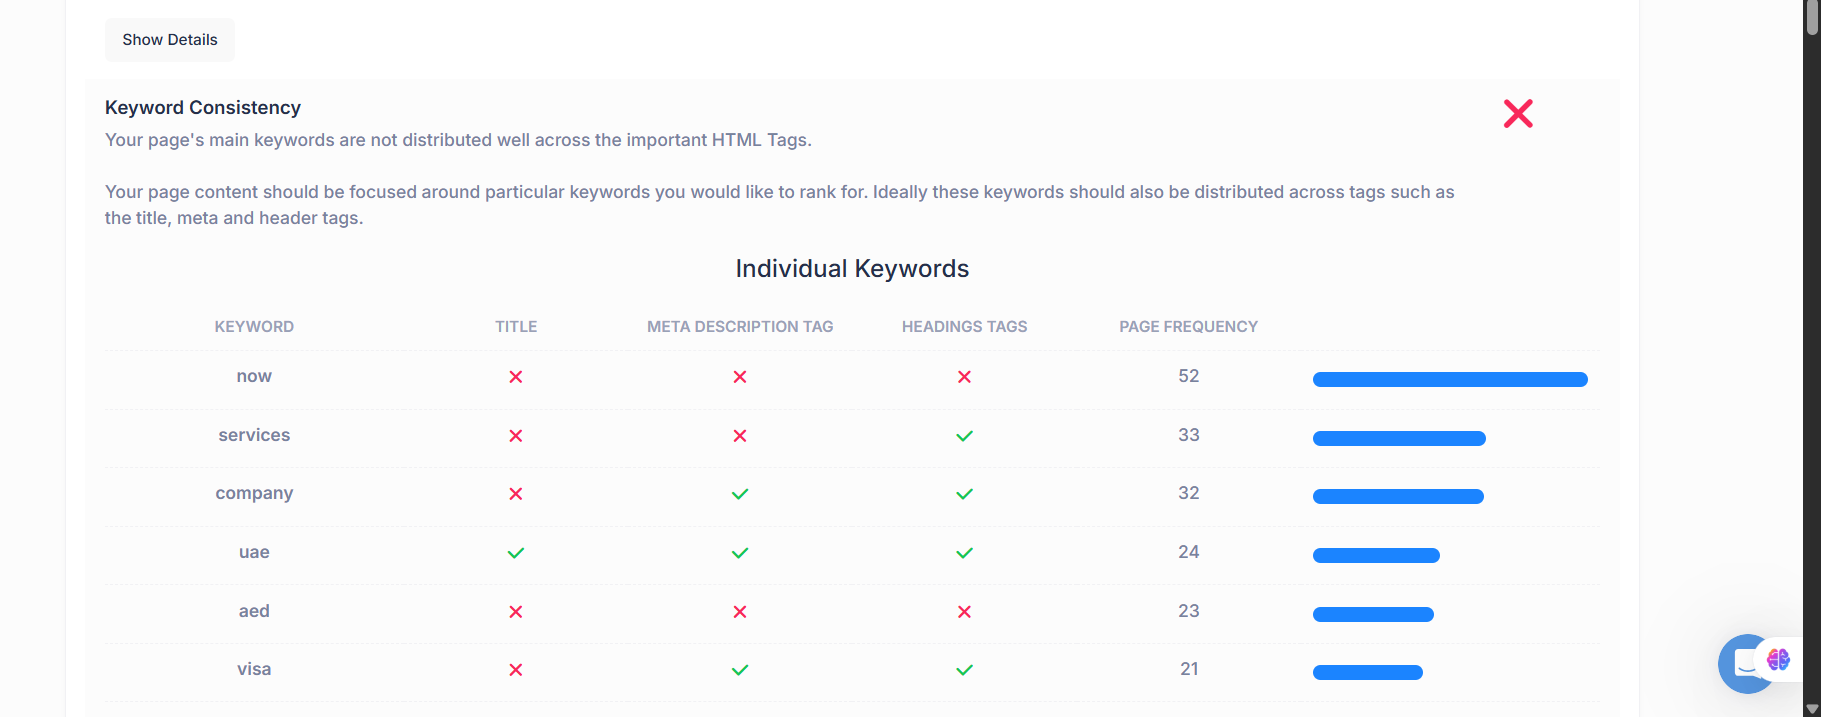 Show Details
Keyword Consistency
Your page's main keywords are not distributed well across the important HTML Tags.
Your page content should be focused around particular keywords you would like to rank for. Ideally these keywords should also be distributed across tags such as
the title, meta and header tags.
Individual Keywords
KEYWORD TITLE META DESCRIPTION TAG HEADINGS TAGS PAGE FREQUENCY
now 52
services 33
company 32
uae 24
aed 23
visa 21